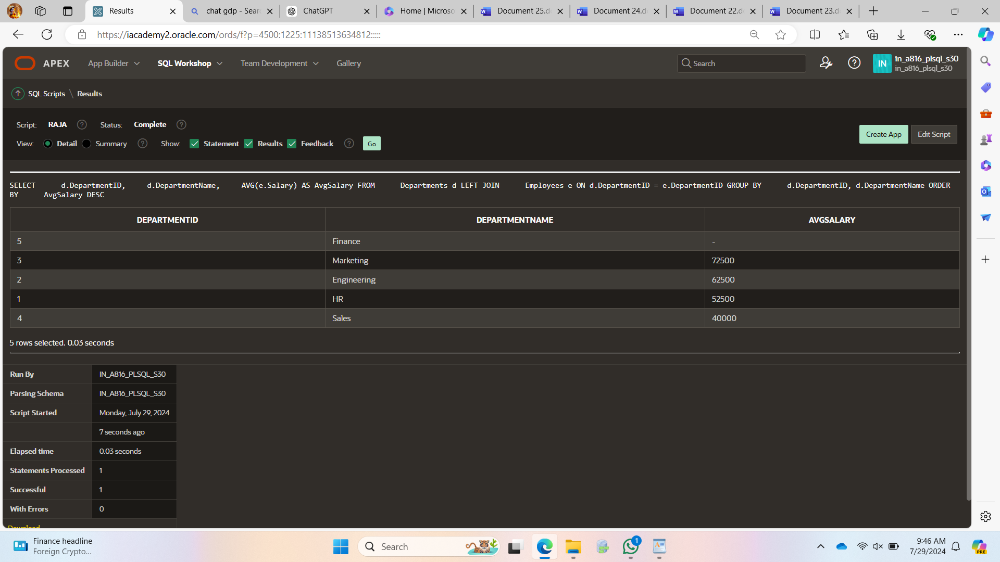 Results
chat gdp - Sear
ChatGPT
Home | Microso
Document 25.d
Document 24.d
Document 22.d
Document 23.d
https://iacademy2.oracle.com/ords/f?p=4500:1225:11138513634812:::::
APEX
App Builder
SQL Workshop
Team Development
Gallery
Search
IN
in_a816_plsql_s30
in_a816_plsql_s30
SQL Scripts \ Results
Script: RAJA ? Status: Complete ?
View: Detail Summary ? Show: Statement Results Feedback ? Go
Create App
Edit Script
SELECT d.DepartmentID, d.DepartmentName, AVG(e.Salary) AS AvgSalary FROM Departments d LEFT JOIN Employees e ON d.DepartmentID = e.DepartmentID GROUP BY d.DepartmentID, d.DepartmentName ORDER
BY AvgSalary DESC
DEPARTMENTID DEPARTMENTNAME AVGSALARY
5 Finance -
3 Marketing 72500
2 Engineering 62500
1 HR 52500
4 Sales 40000
5 rows selected. 0.03 seconds
Run By IN_A816_PLSQL_S30
Parsing Schema IN_A816_PLSQL_S30
Script Started Monday, July 29, 2024
7 seconds ago
Elapsed time 0.03 seconds
Statements Processed 1
Successful 1
With Errors 0
Download
Finance headline
Foreign Crypto...
Search
1
9:46 AM
7/29/2024
PRE